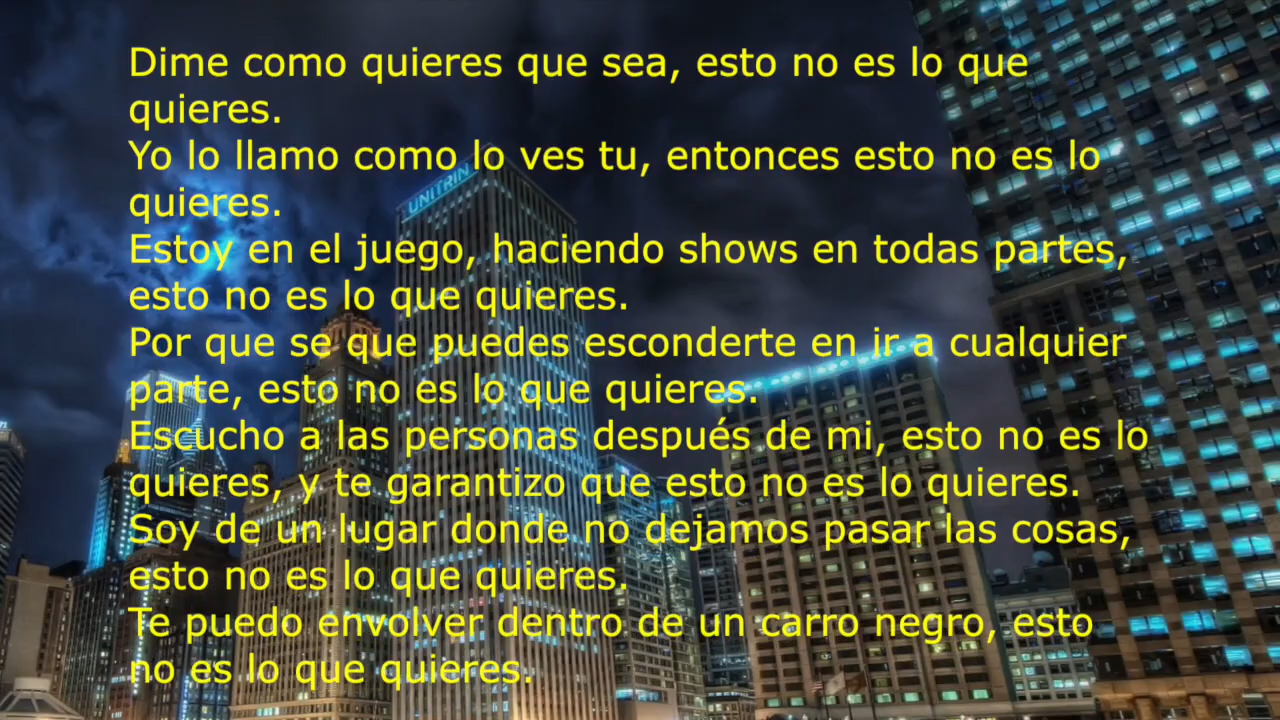 Dime como quieres que sea, esto no es lo que
quieres.
Yo lo llamo como lo ves tu, entonces esto no es lo
quieres.
Estoy en el juego, haciendo shows en todas partes,
esto no es lo que quieres.
Por que se que puedes esconderte en ir a cualquier
parte, esto no es lo que quieres.
Escucho a las personas después de mi, esto no es lo
quieres, y te garantizo que esto no es lo quieres.
Soy de un lugar donde no dejamos pasar las cosas,
esto no es lo que quieres.
Te puedo envolver dentro de un carro negro, esto
no es lo que quieres.
UNITRIN